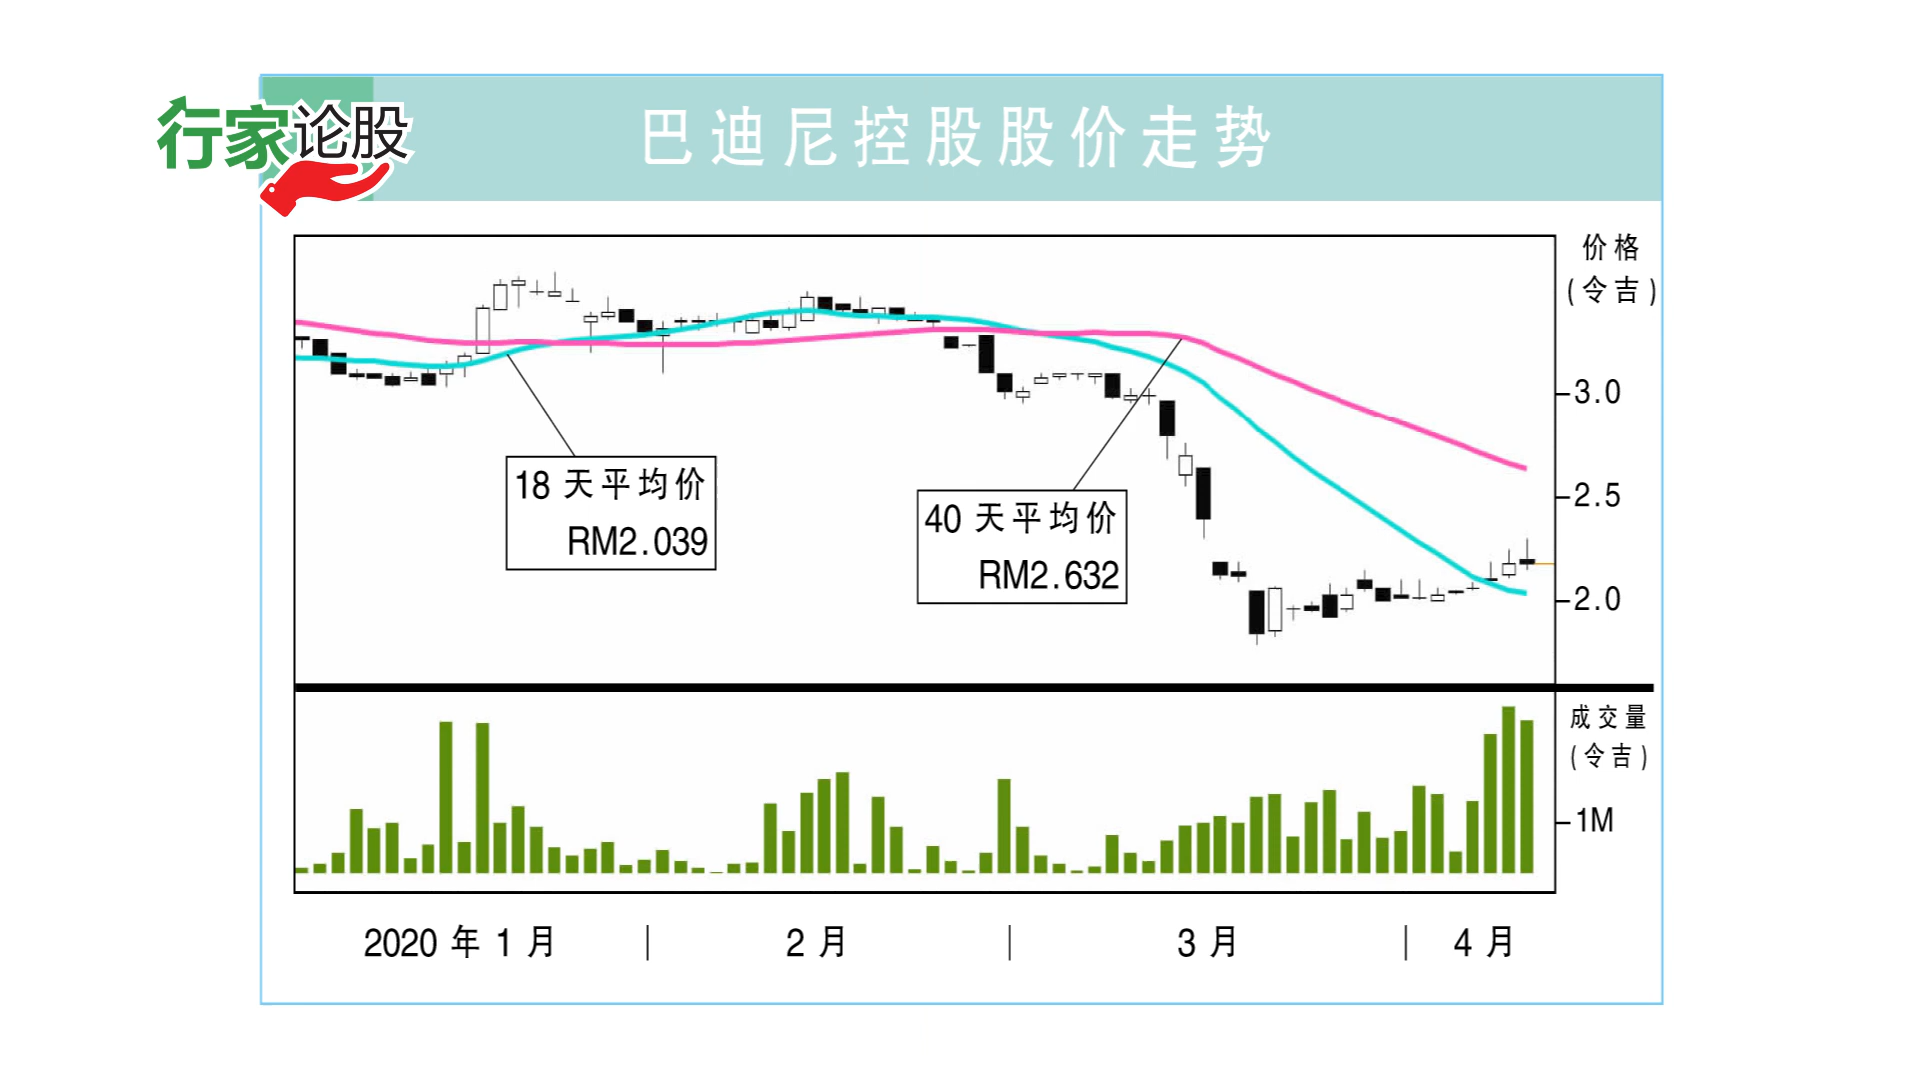 行家论股
巴迪尼控股股价走势
价格
(令吉)
18 天平均价
RM2.039
40 天平均价
RM2.632
3.0
2.5
2.0
成交量
(令吉)
1M
2020 年 1 月 | 2 月 | 3 月 | 4 月